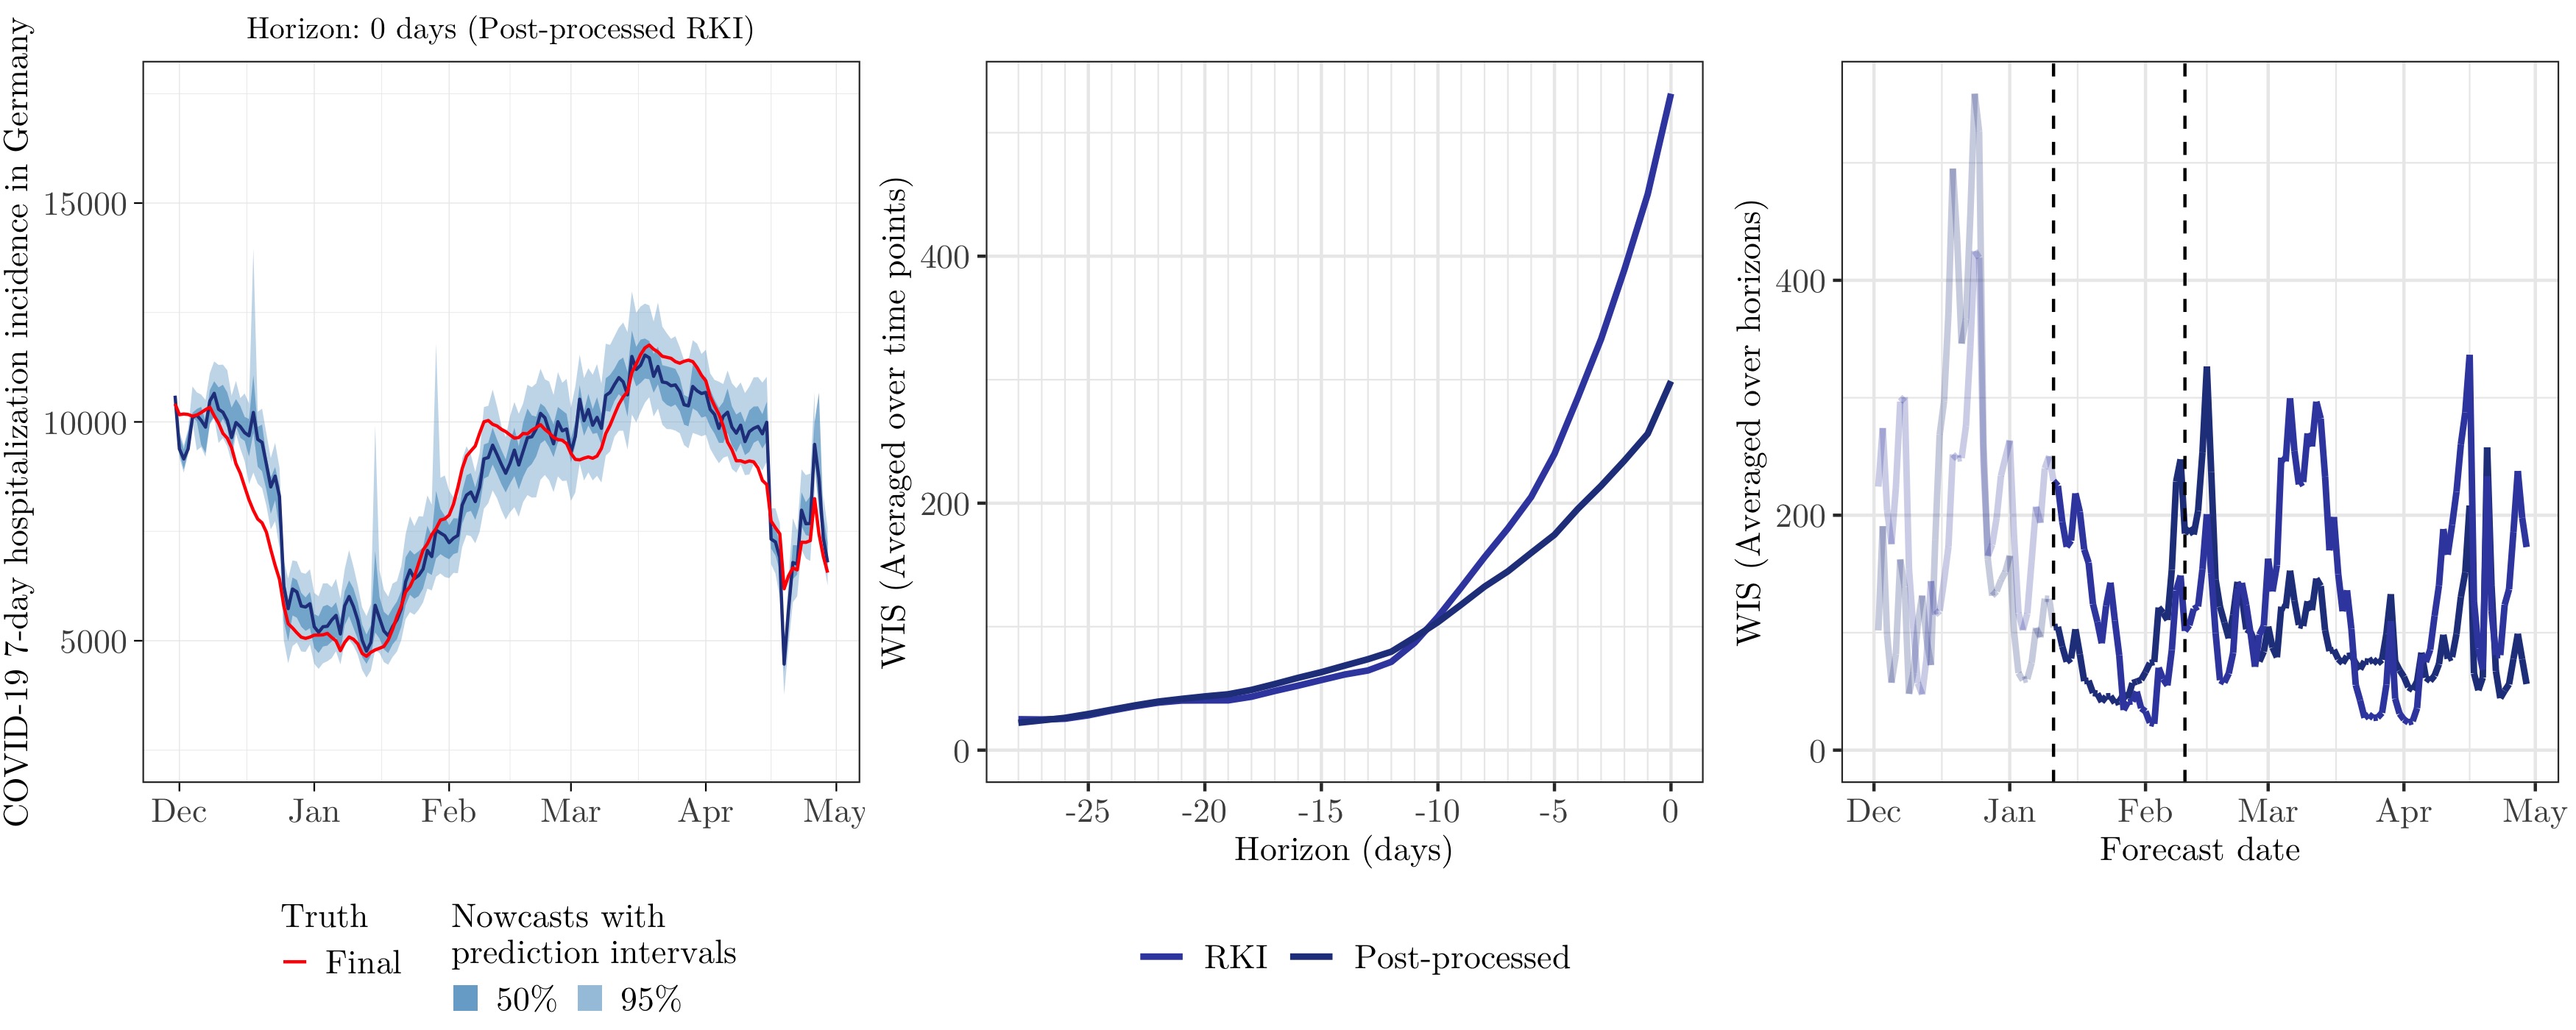 Horizon: 0 days (Post-processed RKI)
COVID-19 7-day hospitalization incidence in Germany
15000
10000
5000
Dec Jan Feb Mar Apr May
Truth
Final
Nowcasts with
prediction intervals
50% 95%
WIS (Averaged over time points)
400
200
0
-25 -20 -15 -10 -5 0
Horizon (days)
RKI Post-processed
WIS (Averaged over horizons)
400
200
0
Dec Jan Feb Mar Apr May
Forecast date